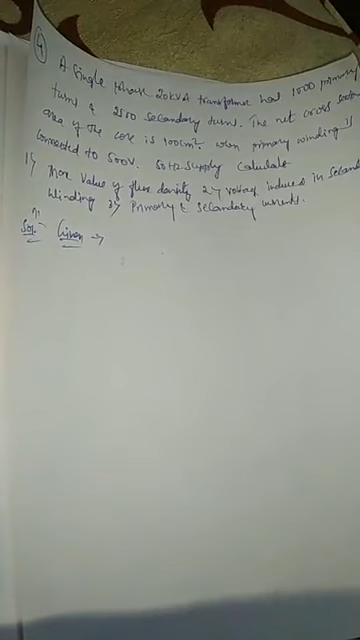 4
A Single phase 20KVA transformer has 1000 primary
turns & 2500 secondary turns. The net cross section
area of the core is 100cm². when primary winding is
connected to 500V. 50HZ supply calculate
1) Max value of flux density 2) voltage induced in secondary
winding 3) Primary & Secondary currents.
Solⁿ:- Given →